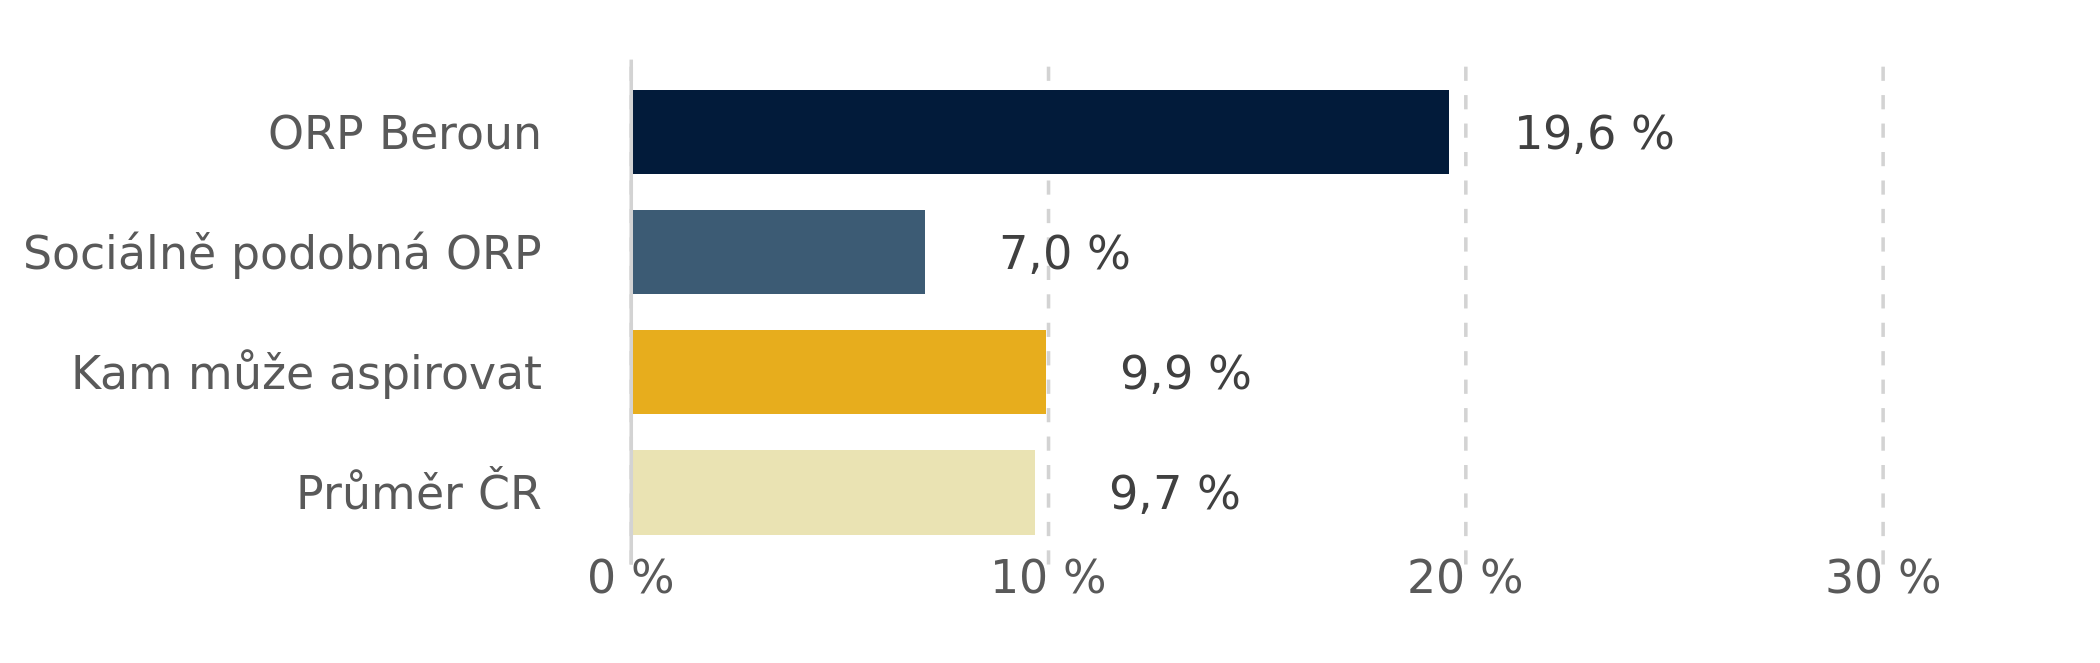 ORP Beroun 19,6 %
Sociálně podobná ORP 7,0 %
Kam může aspirovat 9,9 %
Průměr ČR 9,7 %
0 % 10 % 20 % 30 %